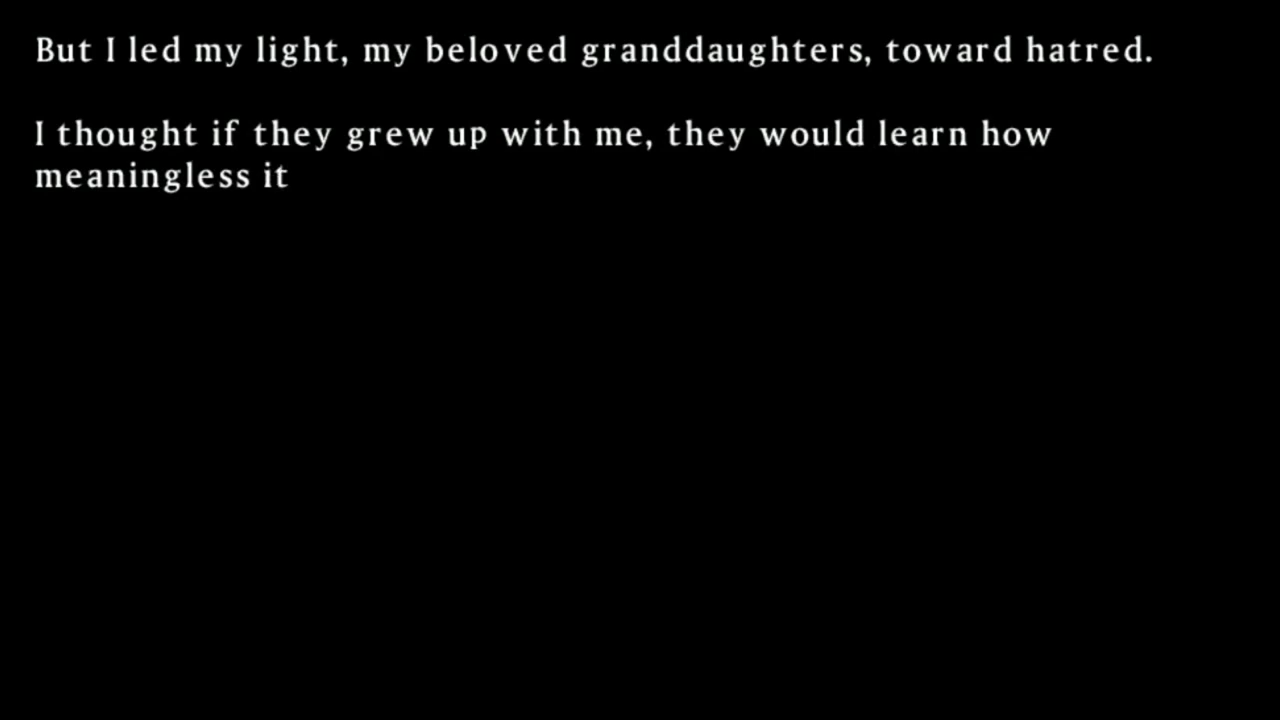 But I led my light, my beloved granddaughters, toward hatred.
I thought if they grew up with me, they would learn how
meaningless it